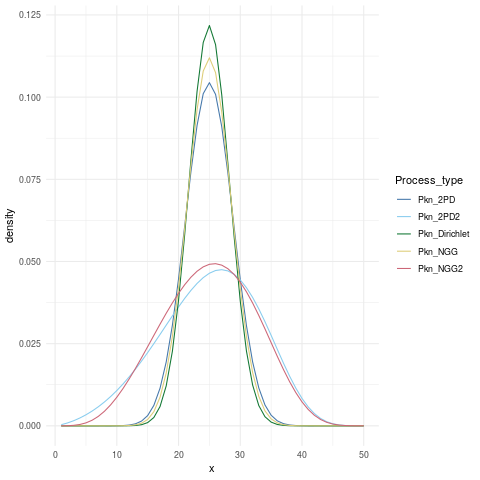 0.125
0.100
0.075
0.050
0.025
0.000
density
0
10
20
30
40
50
x
Process_type
Pkn_2PD
Pkn_2PD2
Pkn_Dirichlet
Pkn_NGG
Pkn_NGG2